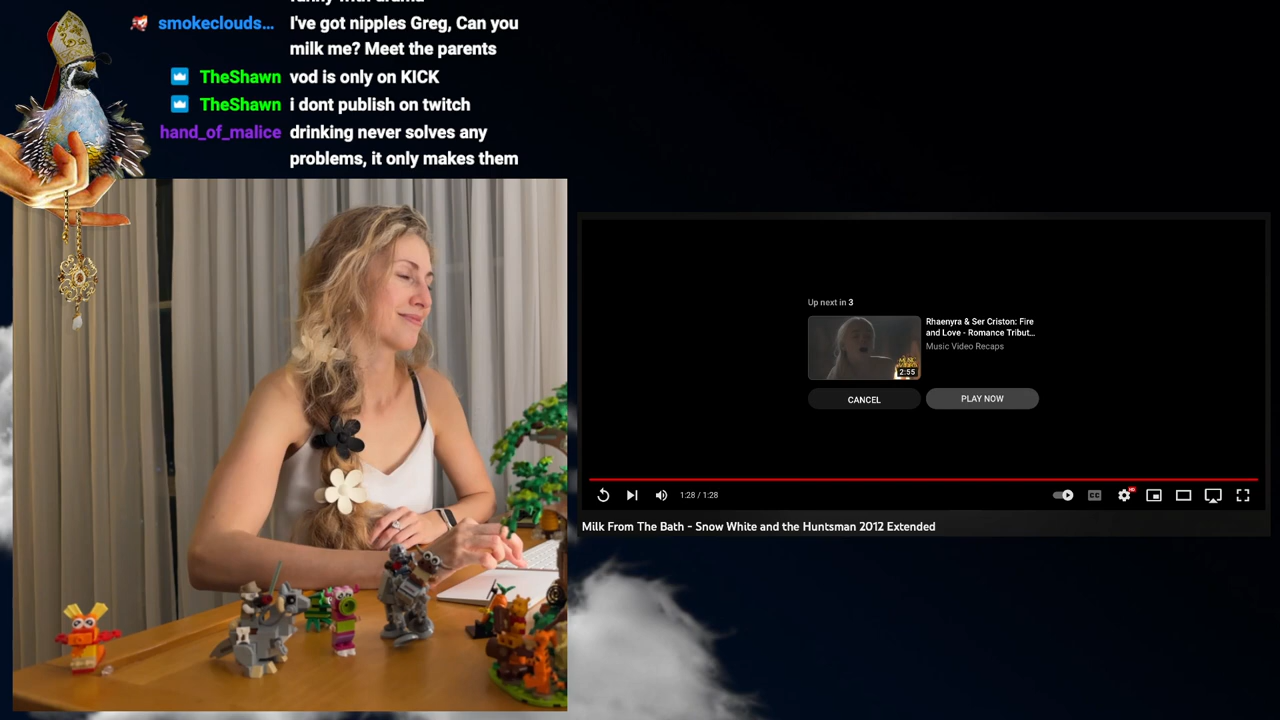 smokeclouds... I've got nipples Greg, Can you
milk me? Meet the parents
TheShawn vod is only on KICK
TheShawn i dont publish on twitch
hand_of_malice drinking never solves any
problems, it only makes them
Up next in 3
Rhaenyra & Ser Criston: Fire
and Love - Romance Tribut...
Music Video Recaps
2:55
CANCEL PLAY NOW
1:28 / 1:28
CC
HD
Milk From The Bath - Snow White and the Huntsman 2012 Extended